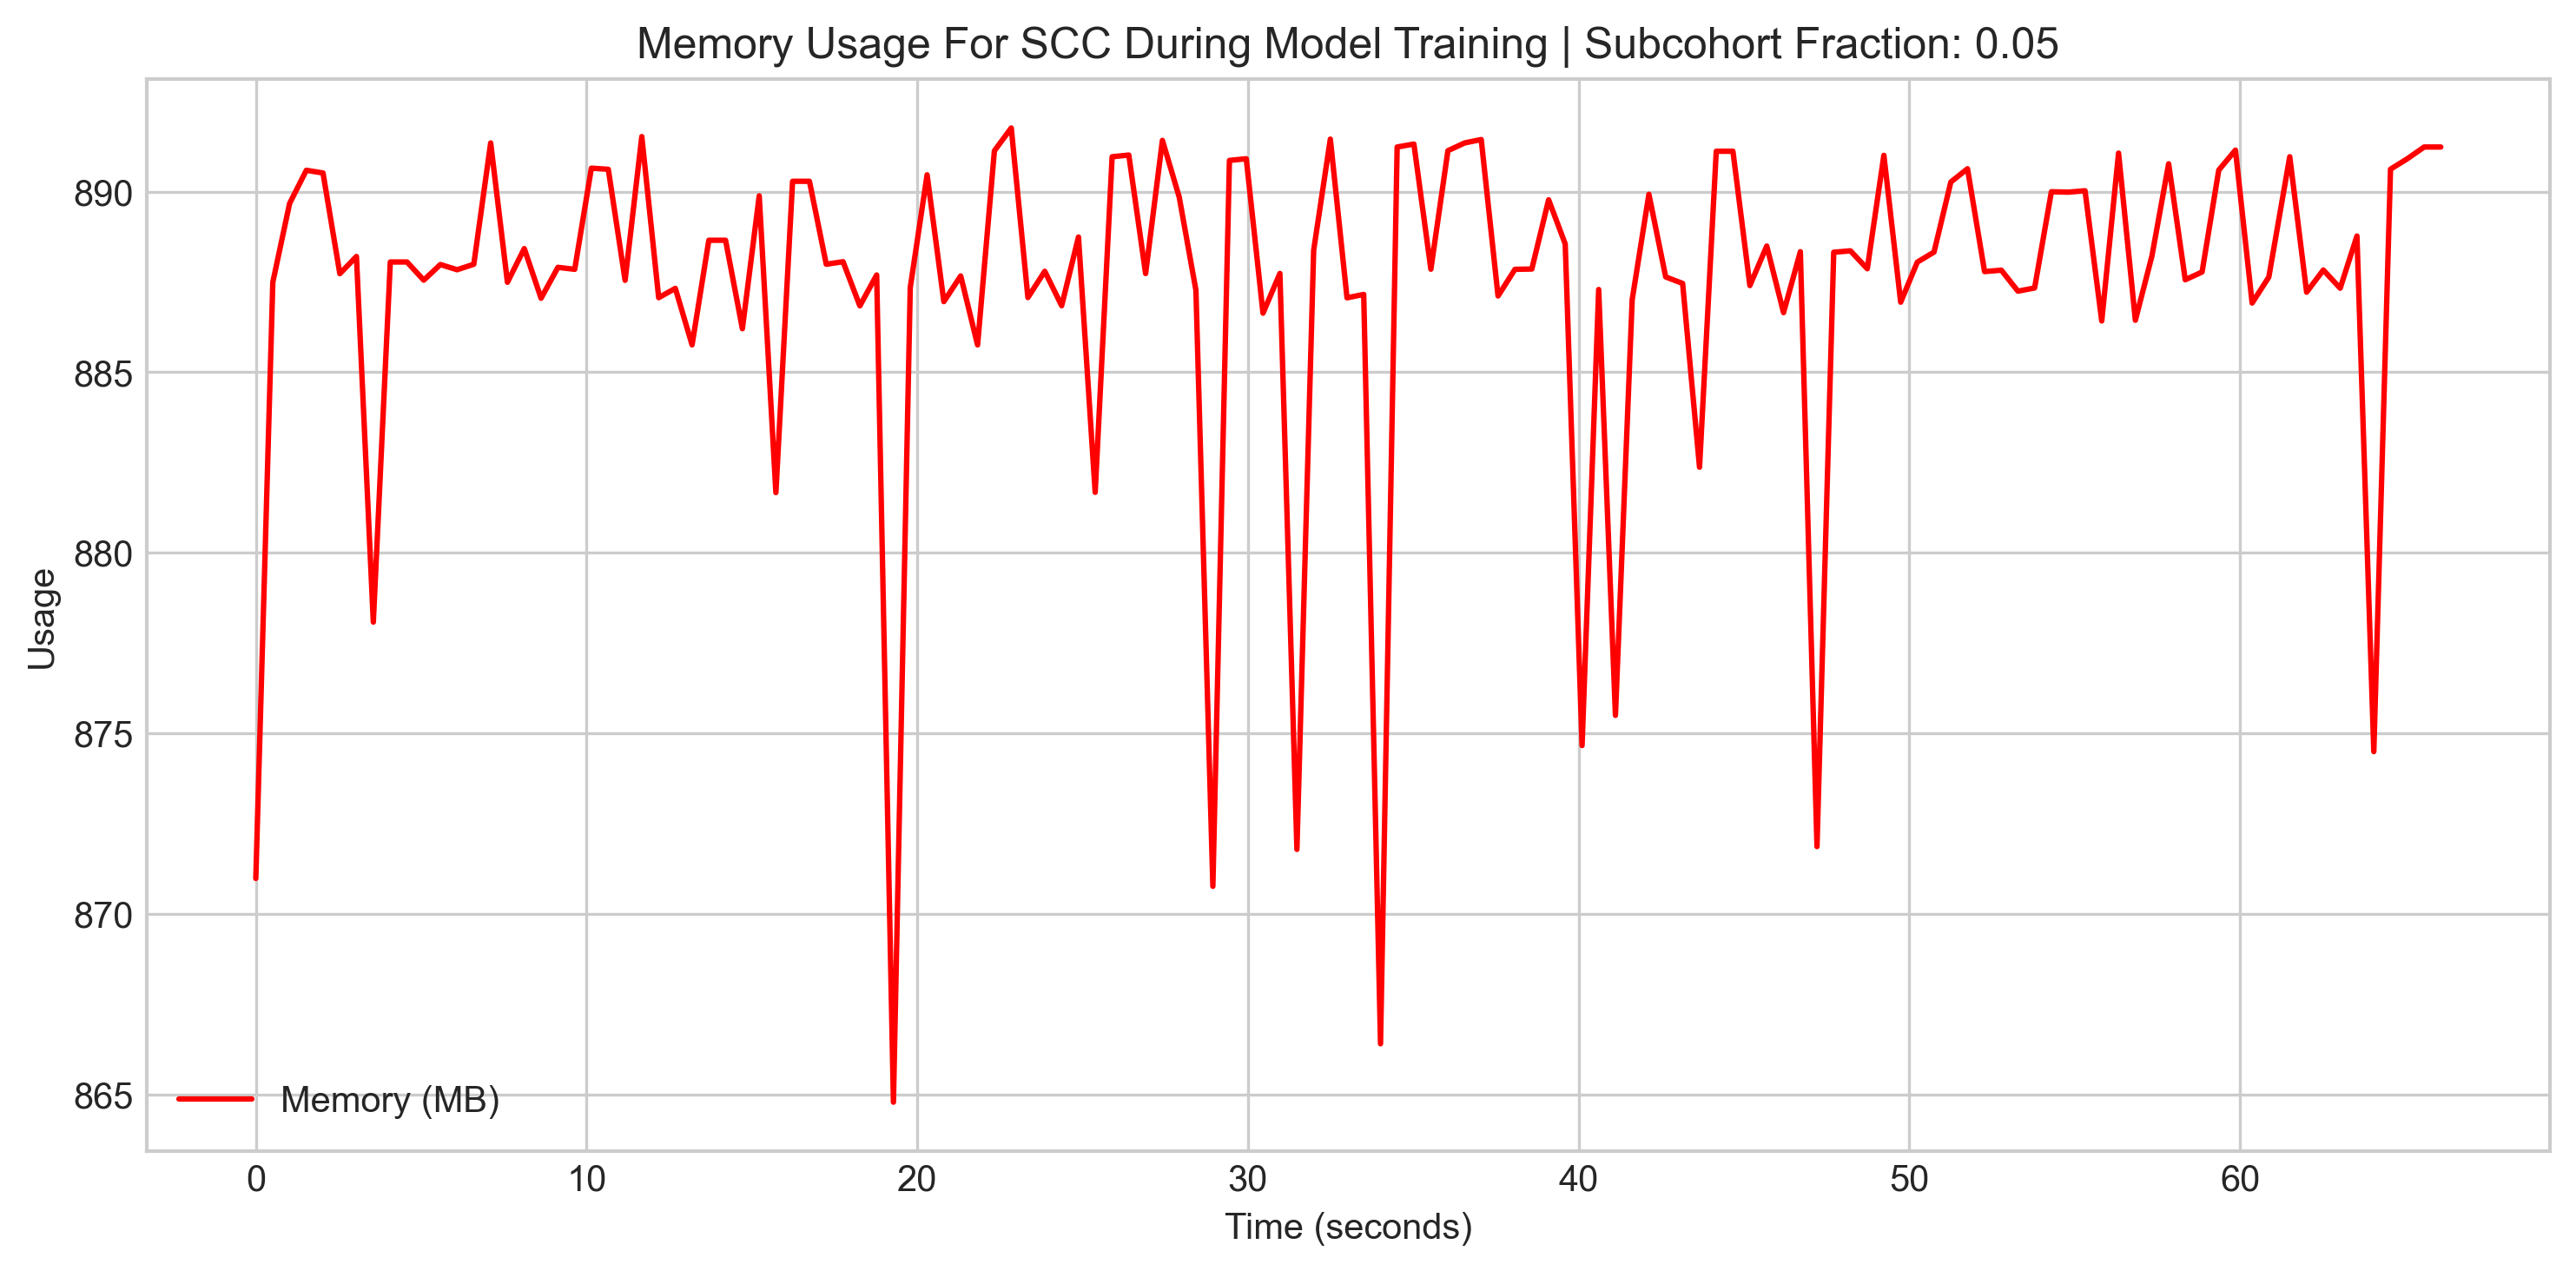 Memory Usage For SCC During Model Training | Subcohort Fraction: 0.05
890
885
880
875
870
865
Usage
Memory (MB)
0 10 20 30 40 50 60
Time (seconds)